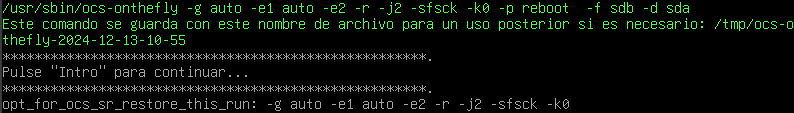 /usr/sbin/ocs-onthefly -g auto -e1 auto -e2 -r -j2 -sfsck -k0 -p reboot  -f sdb -d sda
Este comando se guarda con este nombre de archivo para un uso posterior si es necesario: /tmp/ocs-o
nthefly-2024-12-13-10-55
*****************************************************.
Pulse "Intro" para continuar...
*****************************************************.
opt_for_ocs_sr_restore_this_run: -g auto -e1 auto -e2 -r -j2 -sfsck -k0